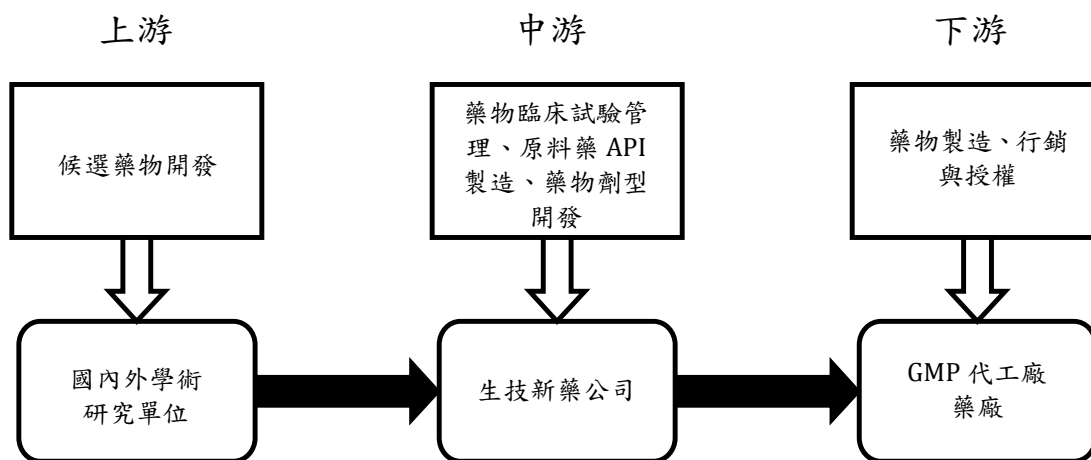 上游
中游
下游
候選藥物開發
藥物臨床試驗管
理、原料藥 API
製造、藥物劑型
開發
藥物製造、行銷
與授權
國內外學術
研究單位
生技新藥公司
GMP 代工廠
藥廠